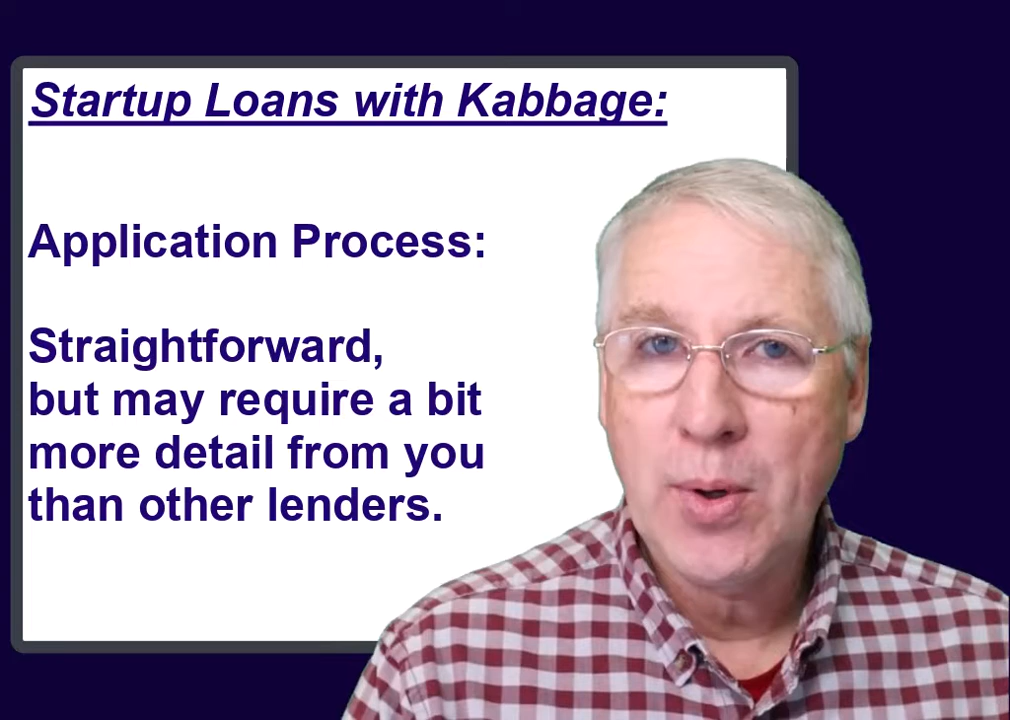 Startup Loans with Kabbage:
Application Process:
Straightforward,
but may require a bit
more detail from you
than other lenders.